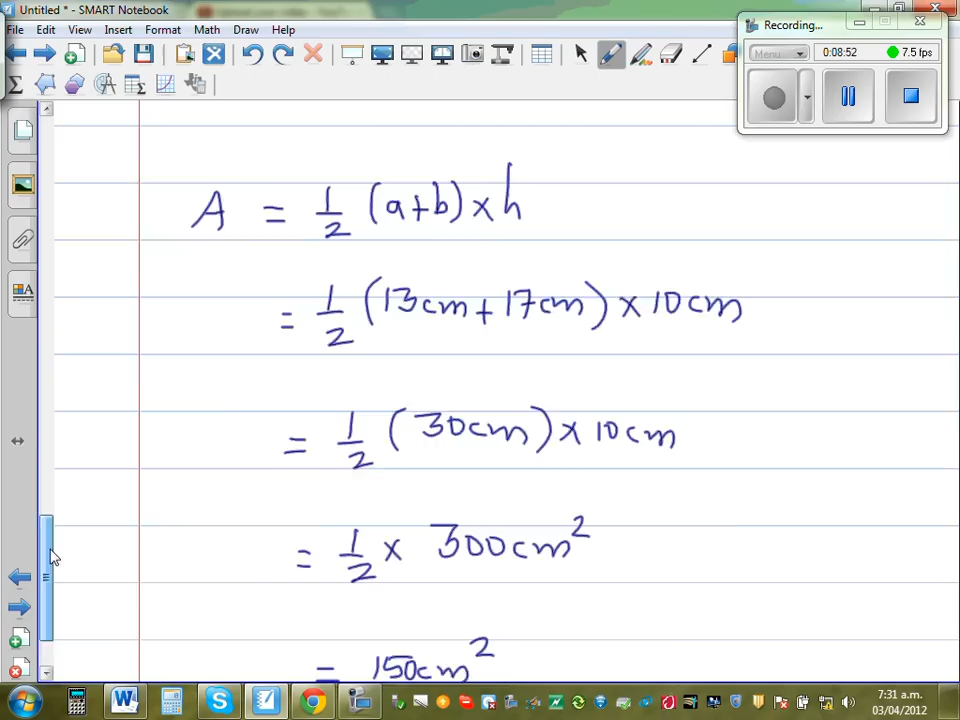 Untitled * - SMART Notebook
File Edit View Insert Format Math Draw Help
Recording...
Menu 0:08:52 7.5 fps
A = 1/2 (a+b) × h
= 1/2 (13cm + 17cm) × 10cm
= 1/2 (30cm) × 10cm
= 1/2 × 300cm²
= 150cm²
7:31 a.m.
03/04/2012